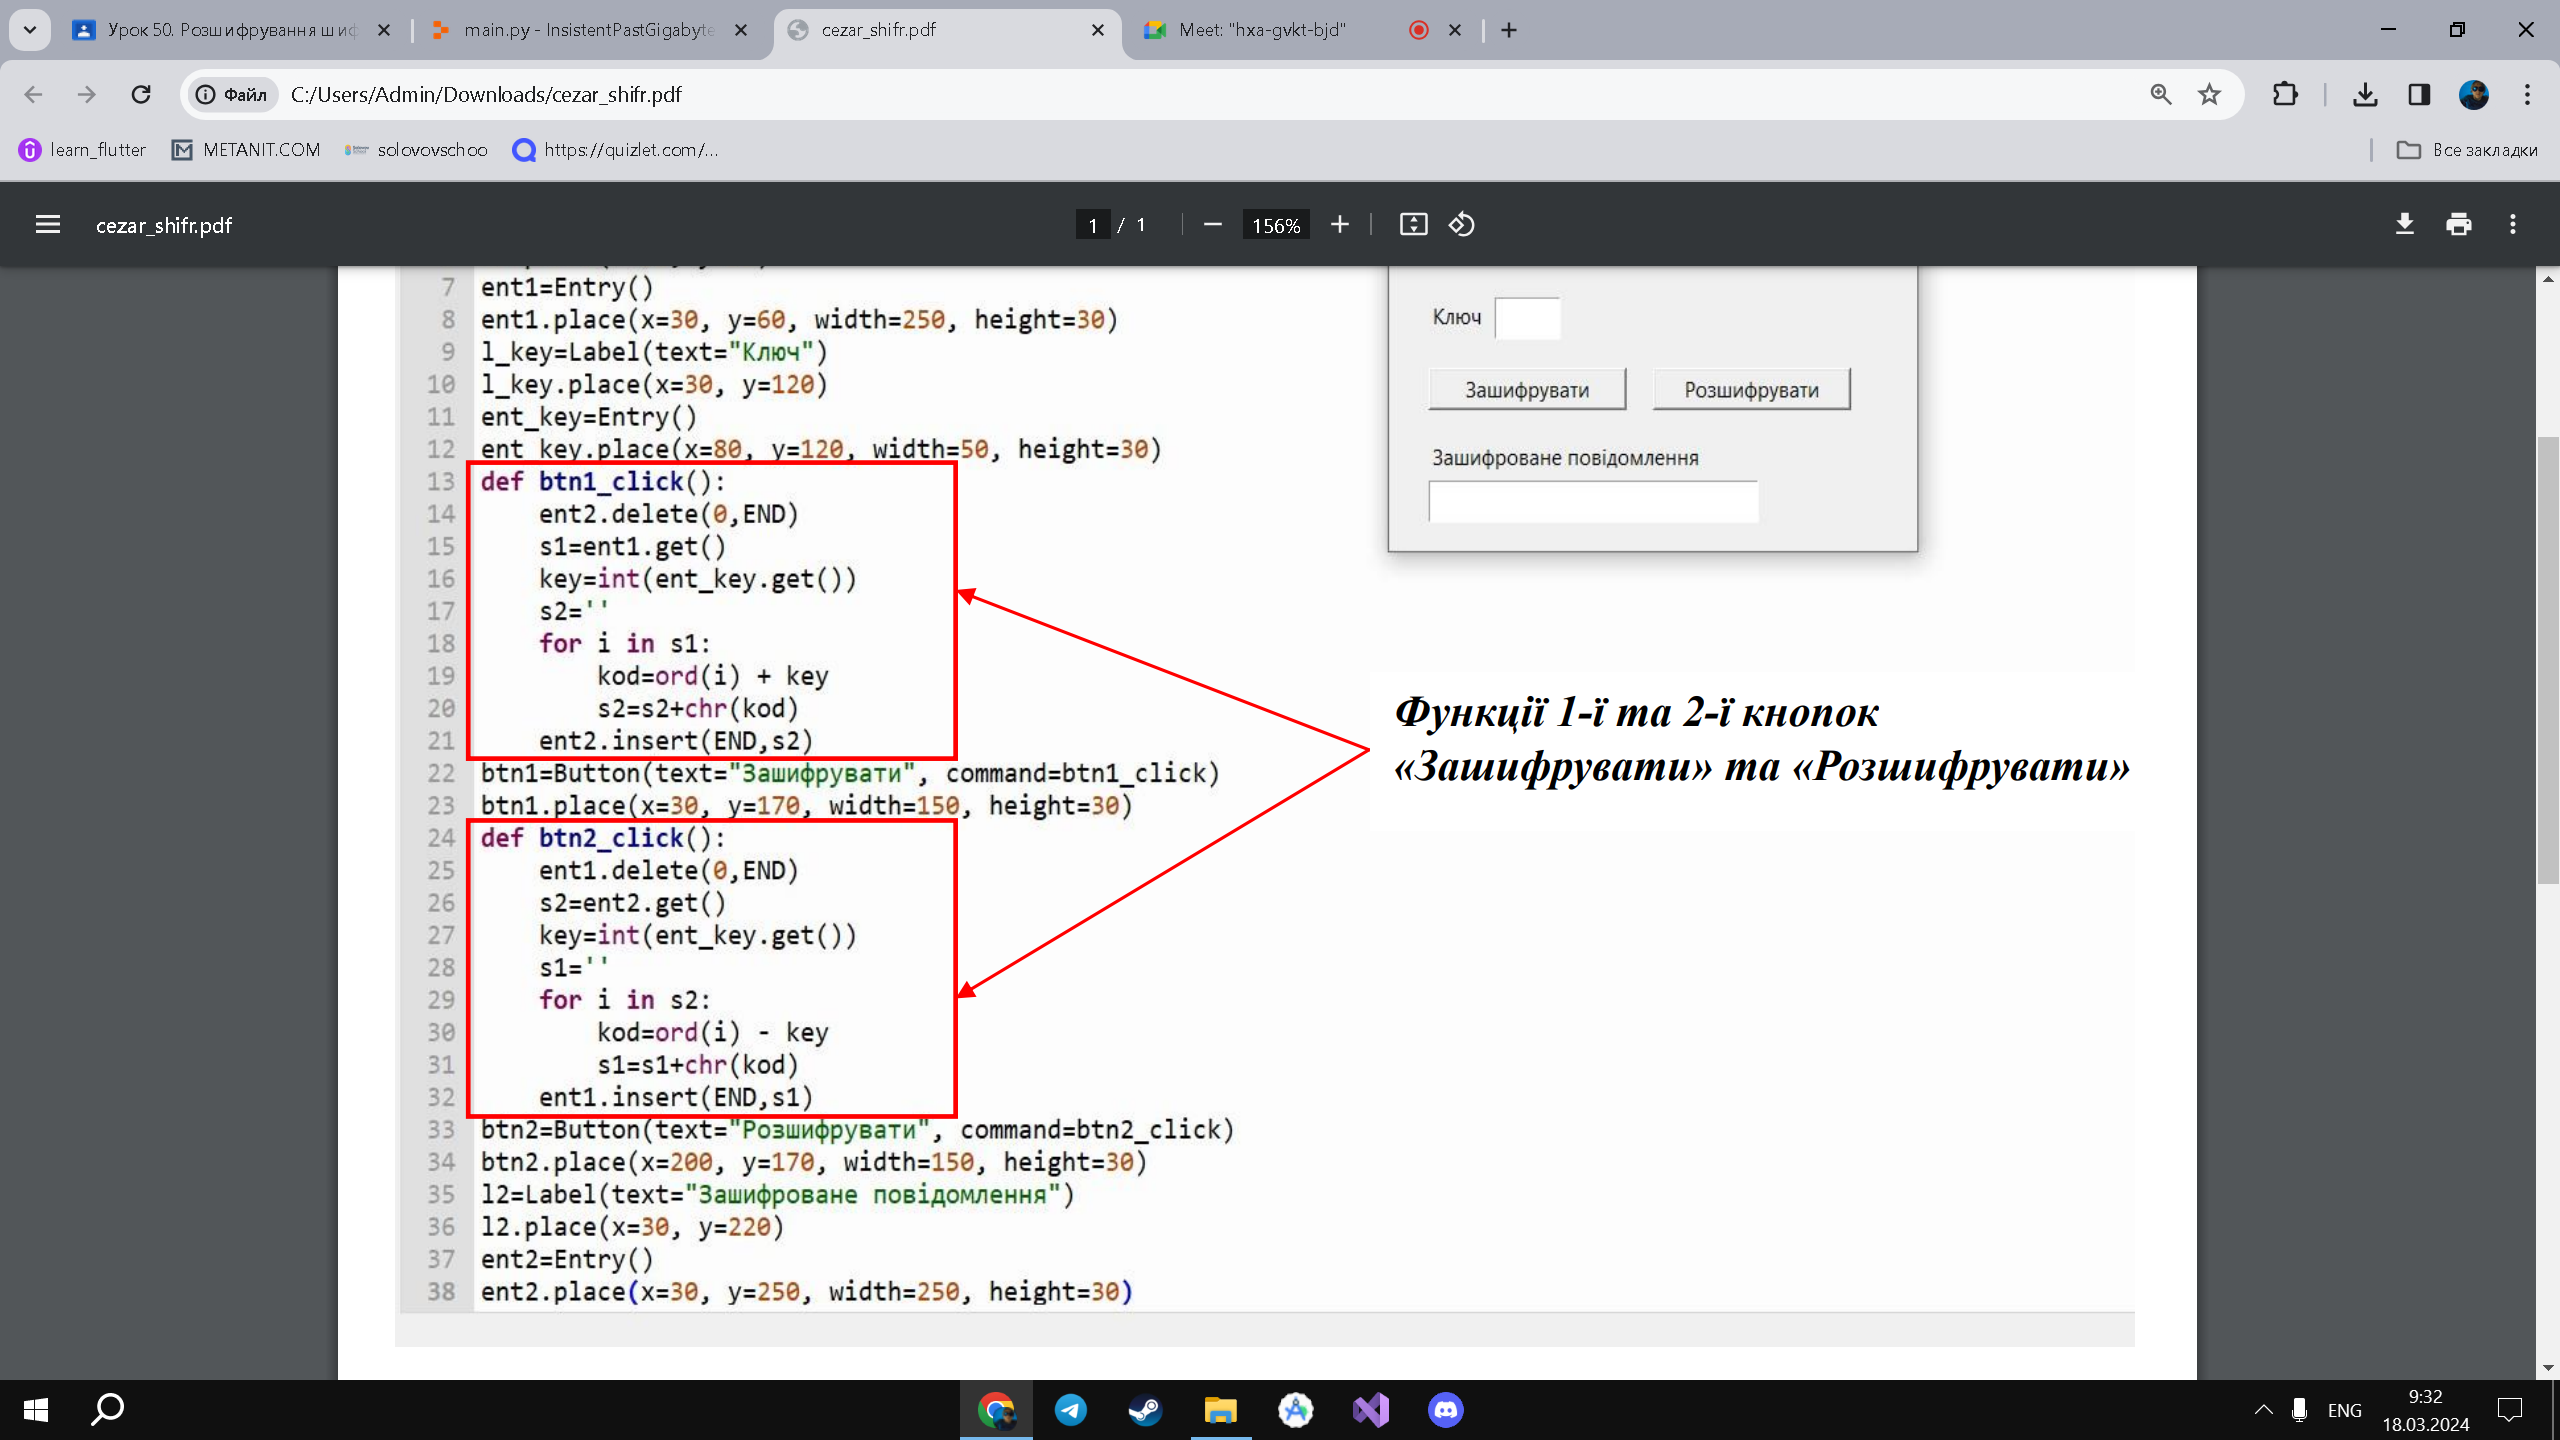 Урок 50. Розшифрування шиф
main.py - InsistentPastGigabyte
cezar_shifr.pdf
Meet: "hxa-gvkt-bjd"
Файл
C:/Users/Admin/Downloads/cezar_shifr.pdf
learn_flutter
METANIT.COM
solovovschoo
https://quizlet.com/...
Все закладки
cezar_shifr.pdf
1 / 1
156%
7 ent1=Entry()
8 ent1.place(x=30, y=60, width=250, height=30)
9 l_key=Label(text="Ключ")
10 l_key.place(x=30, y=120)
11 ent_key=Entry()
12 ent_key.place(x=80, y=120, width=50, height=30)
13 def btn1_click():
14 ent2.delete(0,END)
15 s1=ent1.get()
16 key=int(ent_key.get())
17 s2=''
18 for i in s1:
19 kod=ord(i) + key
20 s2=s2+chr(kod)
21 ent2.insert(END,s2)
22 btn1=Button(text="Зашифрувати", command=btn1_click)
23 btn1.place(x=30, y=170, width=150, height=30)
24 def btn2_click():
25 ent1.delete(0,END)
26 s2=ent2.get()
27 key=int(ent_key.get())
28 s1=''
29 for i in s2:
30 kod=ord(i) - key
31 s1=s1+chr(kod)
32 ent1.insert(END,s1)
33 btn2=Button(text="Розшифрувати", command=btn2_click)
34 btn2.place(x=200, y=170, width=150, height=30)
35 l2=Label(text="Зашифроване повідомлення")
36 l2.place(x=30, y=220)
37 ent2=Entry()
38 ent2.place(x=30, y=250, width=250, height=30)
Ключ
Зашифрувати
Розшифрувати
Зашифроване повідомлення
Функції 1-ї та 2-ї кнопок
«Зашифрувати» та «Розшифрувати»
ENG
9:32
18.03.2024